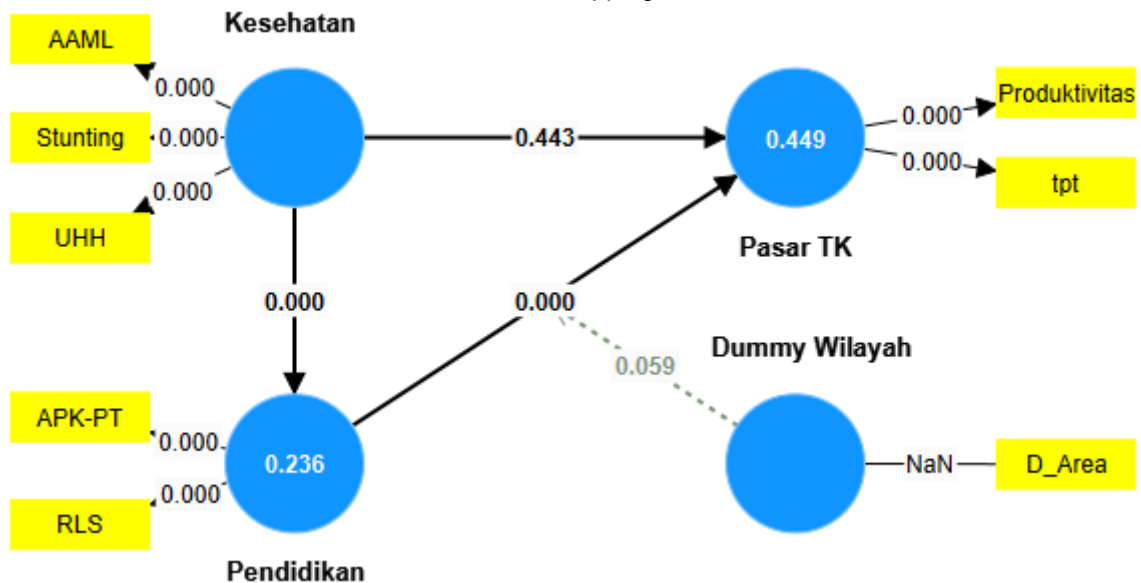 Kesehatan
AAML
0.000
Stunting
0.000
0.000
UHH
0.443
0.449
Produktivitas
0.000
0.000
tpt
Pasar TK
0.000
0.000
Dummy Wilayah
0.059
APK-PT
0.000
0.236
0.000
RLS
Pendidikan
NaN
D_Area